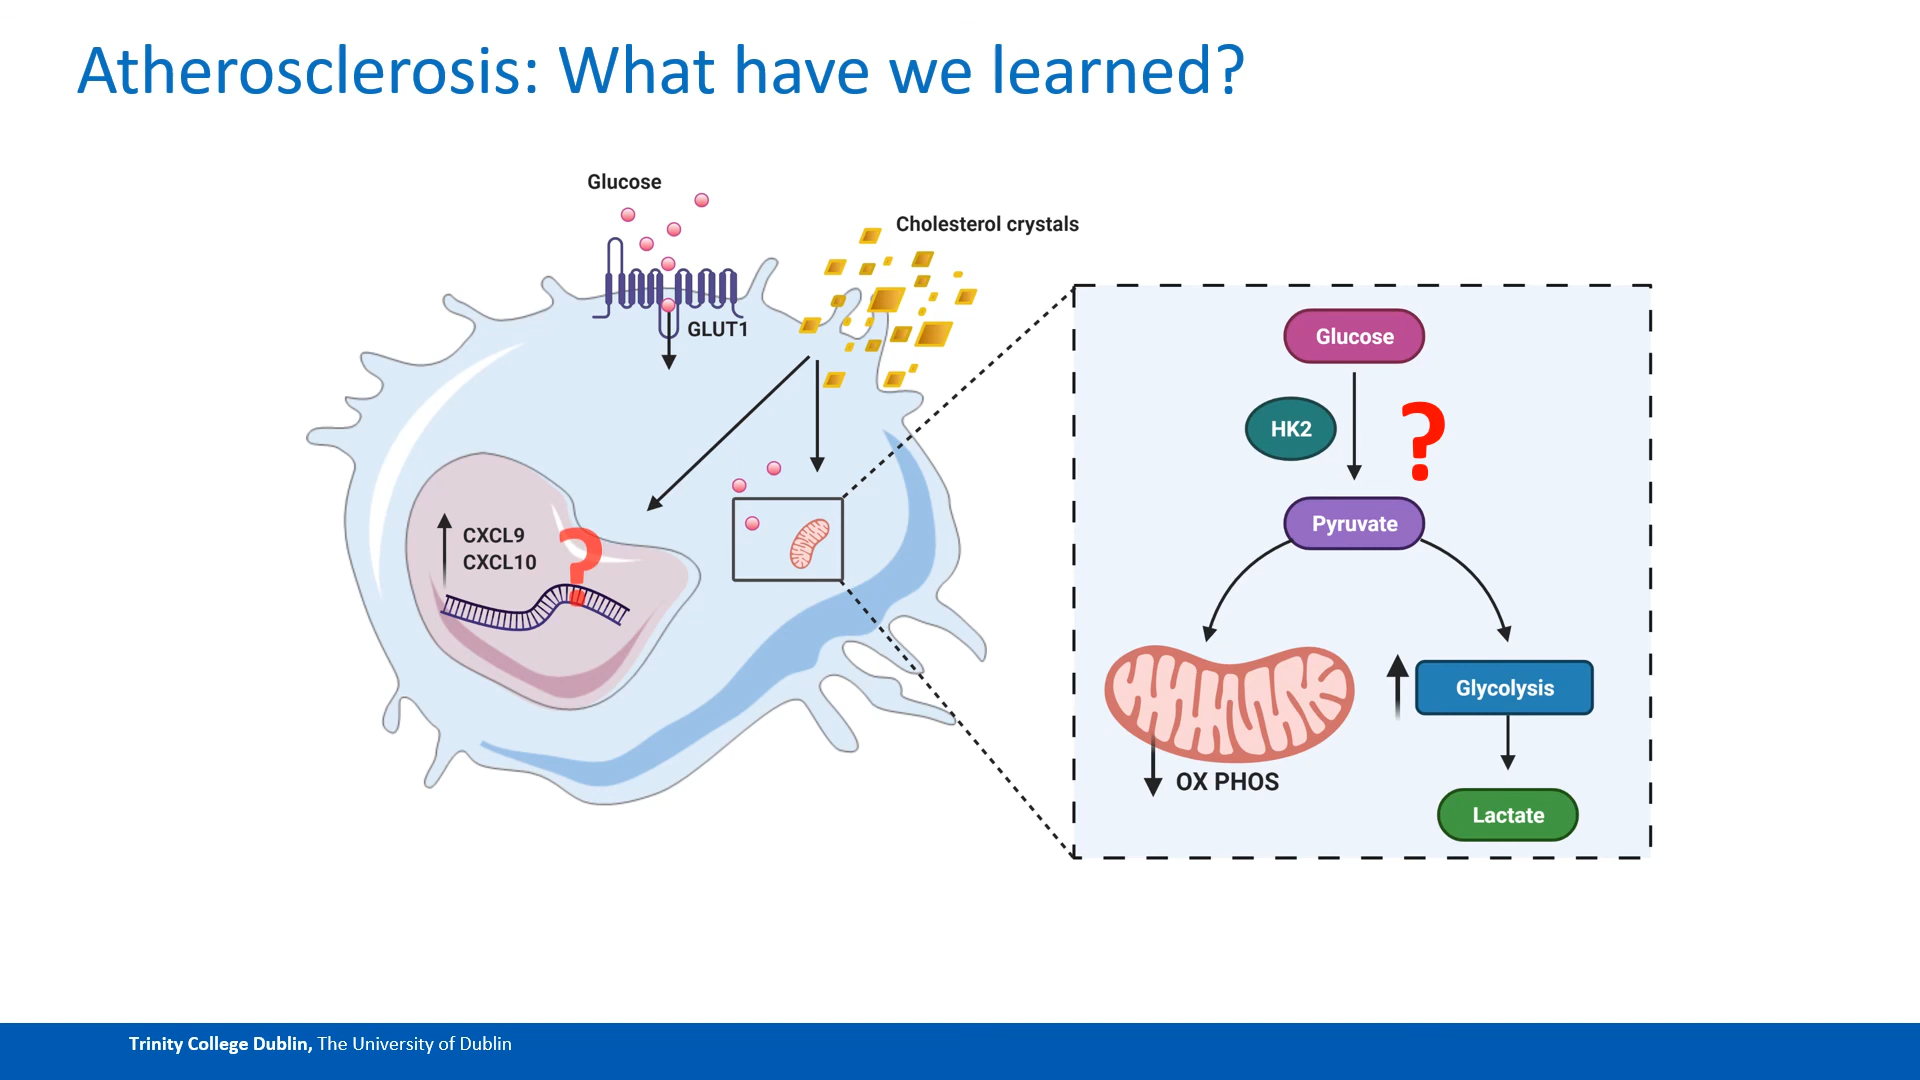 Atherosclerosis: What have we learned?
Glucose
Cholesterol crystals
GLUT1
CXCL9
CXCL10
?
Glucose
HK2
?
Pyruvate
Glycolysis
OX PHOS
Lactate
Trinity College Dublin, The University of Dublin